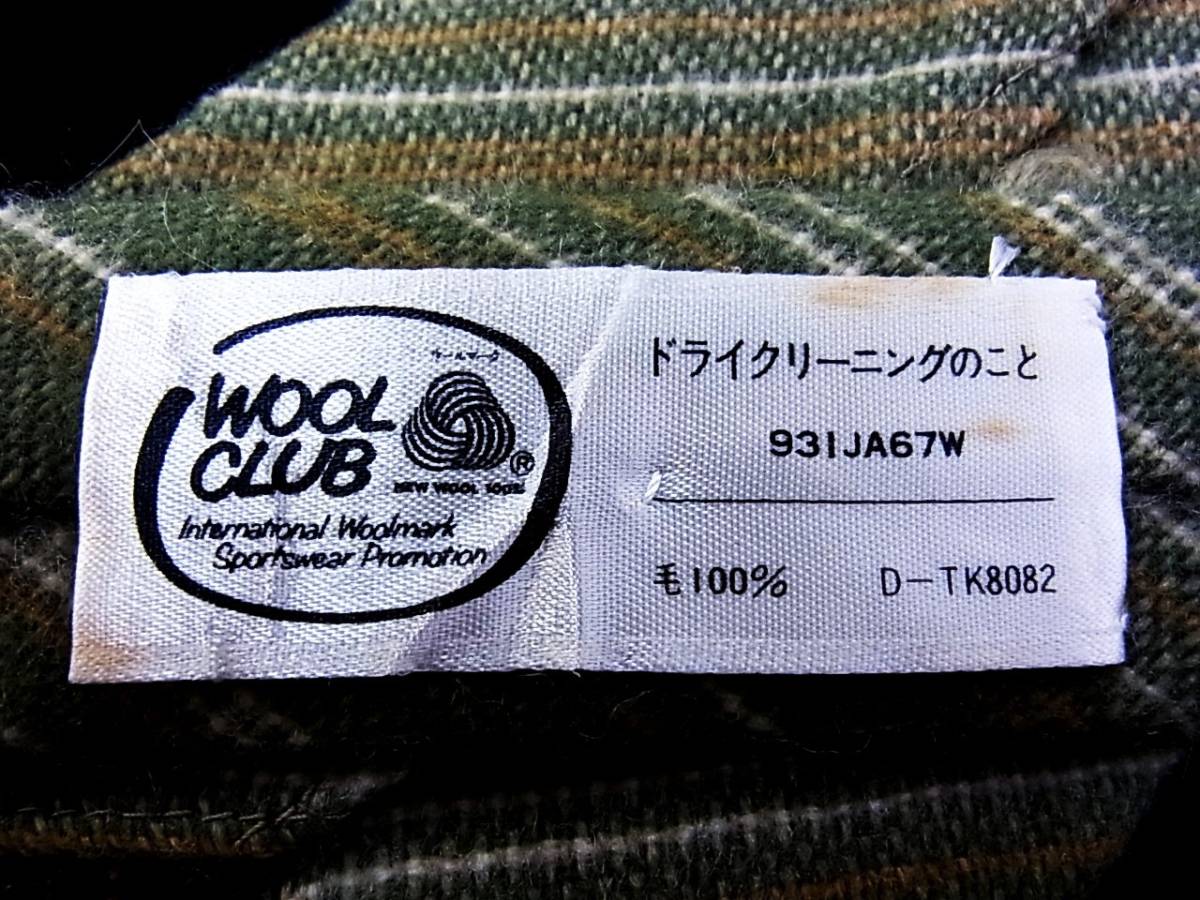 ウールマーク
WOOL
CLUB
®
NEW WOOL 100%
International Woolmark
Sportswear Promotion
ドライクリーニングのこと
931JA67W
毛100% D-TK8082